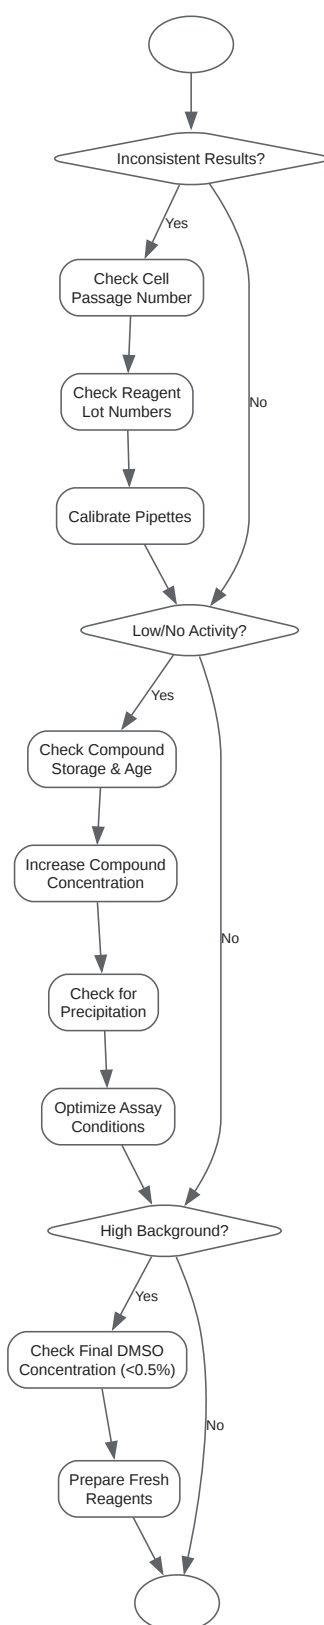 Inconsistent Results?
Yes
Check Cell
Passage Number
Check Reagent
Lot Numbers
No
Calibrate Pipettes
Low/No Activity?
Yes
Check Compound
Storage & Age
Increase Compound
Concentration
No
Check for
Precipitation
Optimize Assay
Conditions
High Background?
Yes
Check Final DMSO
Concentration (<0.5%)
No
Prepare Fresh
Reagents